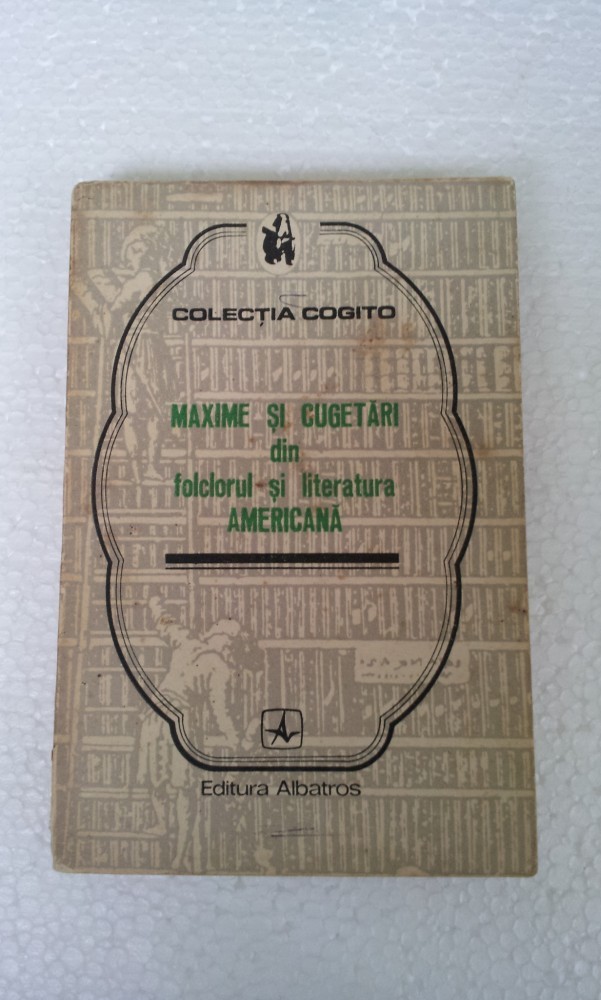 COLECȚIA COGITO
MAXIME ȘI CUGETĂRI
din
folclorul și literatura
AMERICANĂ
Editura Albatros